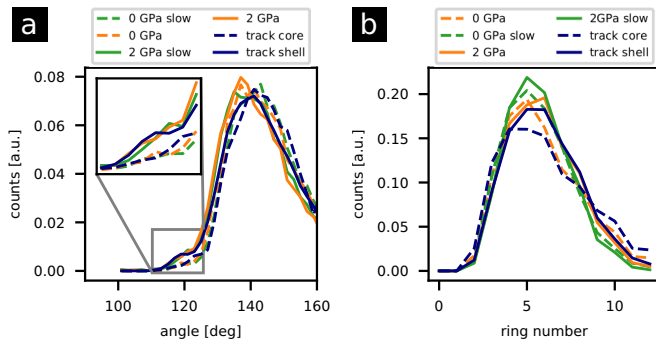 a
0 GPa slow
0 GPa
2 GPa slow
2 GPa
track core
track shell
counts [a.u.]
0.08
0.06
0.04
0.02
0.00
100
120
140
160
angle [deg]
b
0 GPa
0 GPa slow
2 GPa
2GPa slow
track core
track shell
counts [a.u.]
0.20
0.15
0.10
0.05
0.00
0
5
10
ring number